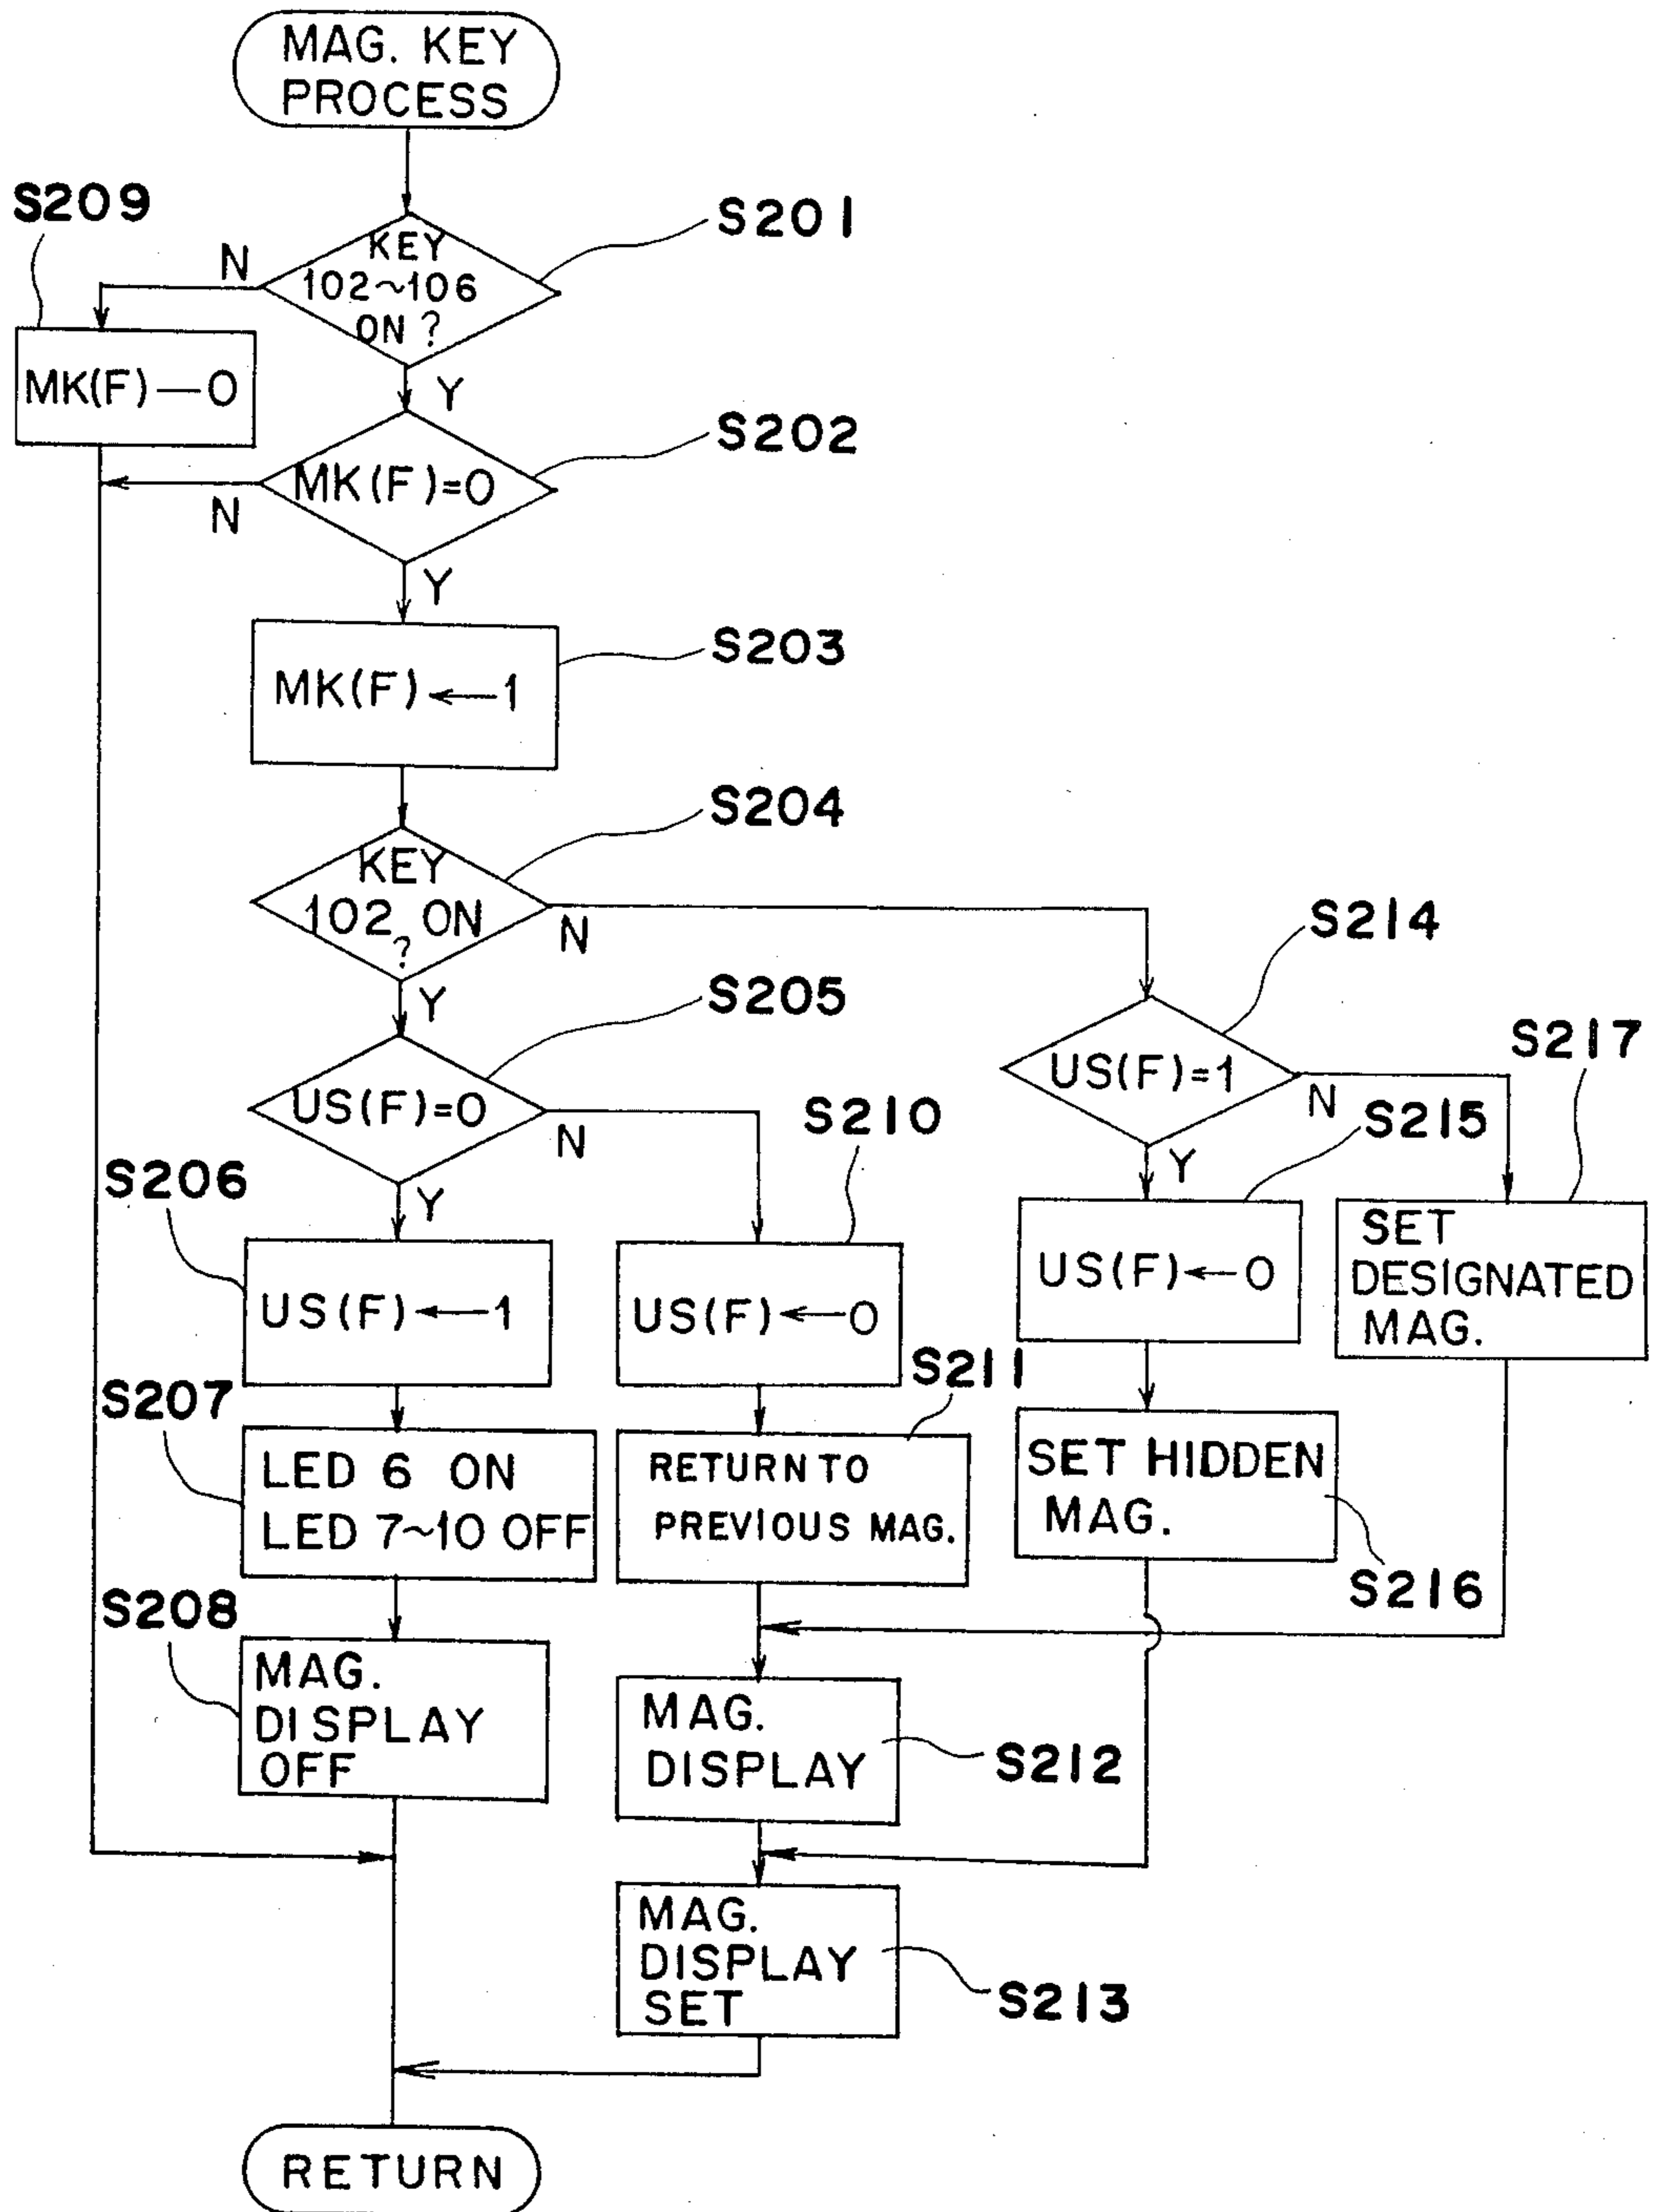 MAG. KEY
PROCESS
S209
S201
N
KEY
102~106
ON ?
MK(F)—0
Y
S202
MK(F)=0
N
Y
S203
MK(F)←1
S204
KEY
102 ON
?
N
S214
Y
S205
US(F)=1
S217
US(F)=0
N
N
S210
S215
S206
Y
Y
SET
DESIGNATED
MAG.
US(F)←0
US(F)←1
US(F)←0
S211
S207
LED 6 ON
LED 7~10 OFF
RETURN TO
PREVIOUS MAG.
SET HIDDEN
MAG.
S216
S208
MAG.
DISPLAY
OFF
MAG.
DISPLAY
S212
MAG.
DISPLAY
SET
S213
RETURN